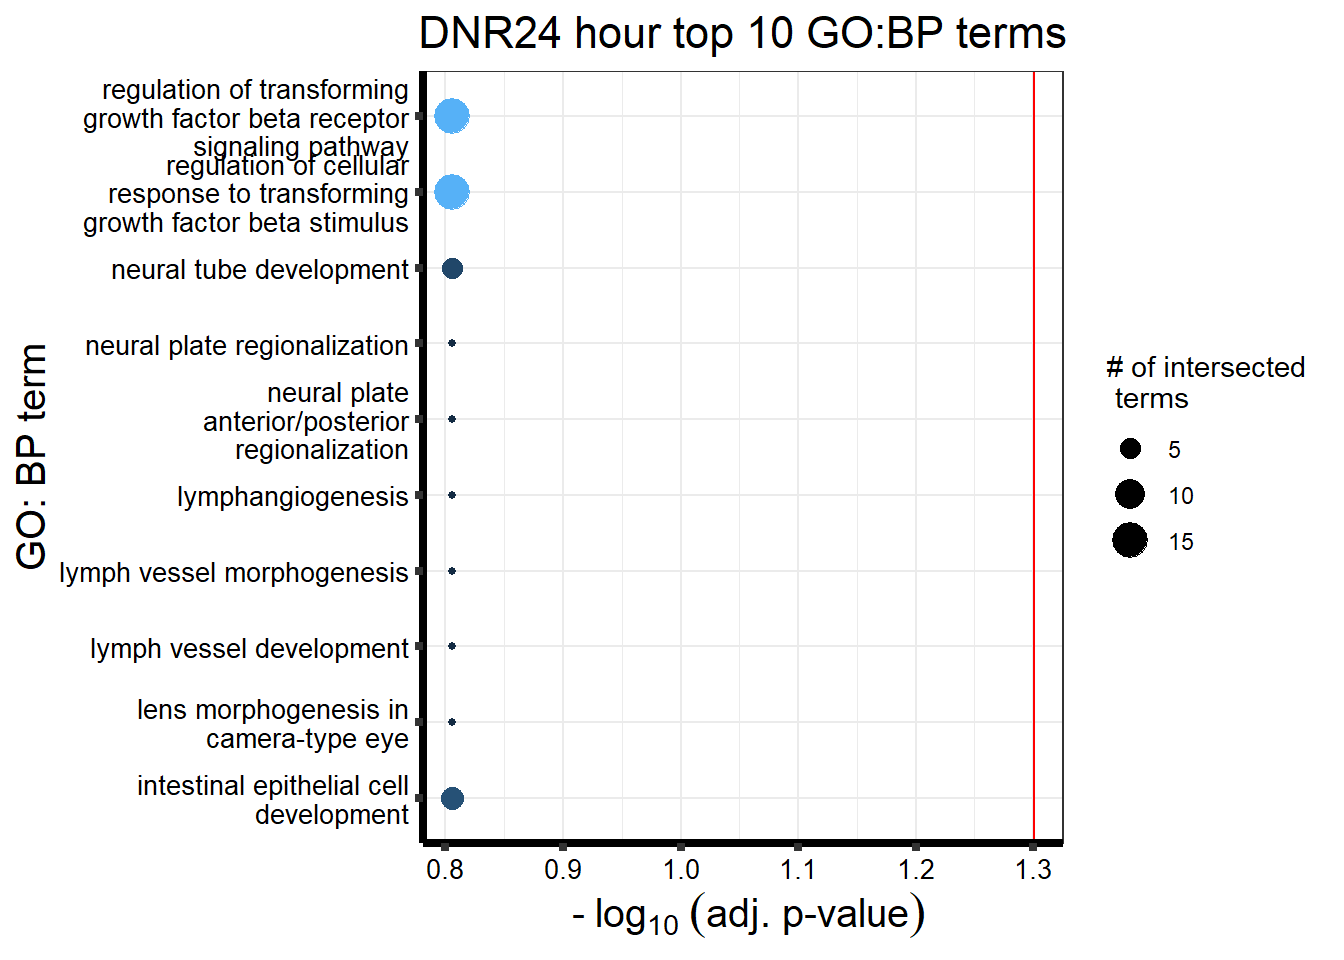 DNR24 hour top 10 GO:BP terms
GO: BP term
regulation of transforming
growth factor beta receptor
signaling pathway
regulation of cellular
response to transforming
growth factor beta stimulus
neural tube development
neural plate regionalization
neural plate
anterior/posterior
regionalization
lymphangiogenesis
lymph vessel morphogenesis
lymph vessel development
lens morphogenesis in
camera-type eye
intestinal epithelial cell
development
0.8 0.9 1.0 1.1 1.2 1.3
- log10 (adj. p-value)
# of intersected
terms
5
10
15